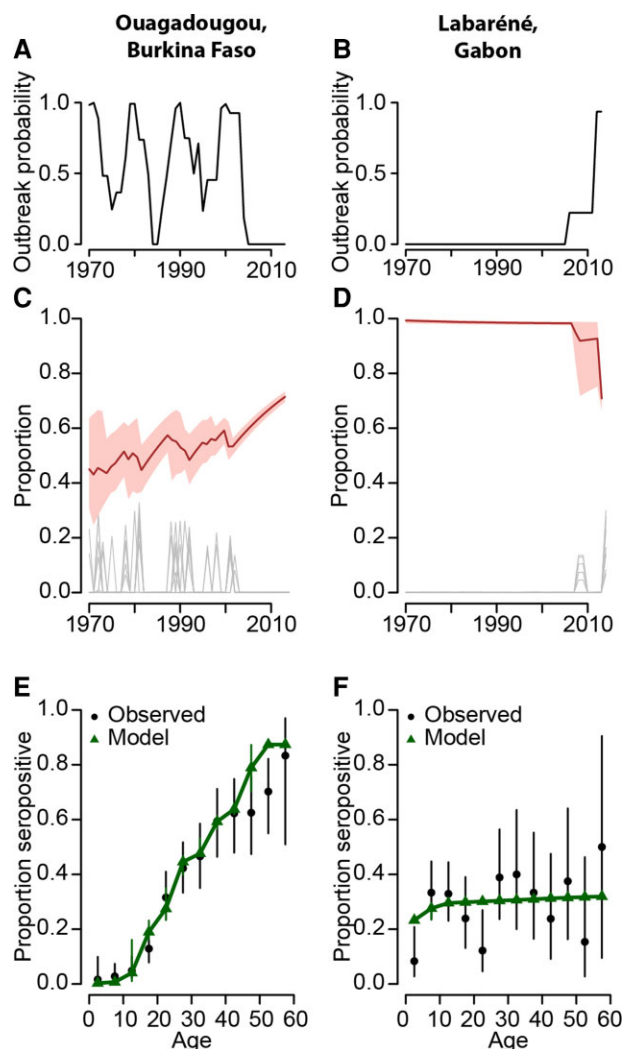 Ouagadougou,
Burkina Faso
Labaréné,
Gabon
A
B
Outbreak probability
1.0
0.5
0.0
1970
1990
2010
Outbreak probability
1.0
0.5
0.0
1970
1990
2010
C
D
Proportion
1.0
0.8
0.6
0.4
0.2
0.0
1970
1990
2010
Proportion
1.0
0.8
0.6
0.4
0.2
0.0
1970
1990
2010
E
F
Proportion seropositive
1.0
0.8
0.6
0.4
0.2
0.0
Observed
Model
0 10 20 30 40 50 60
Age
Proportion seropositive
1.0
0.8
0.6
0.4
0.2
0.0
Observed
Model
0 10 20 30 40 50 60
Age